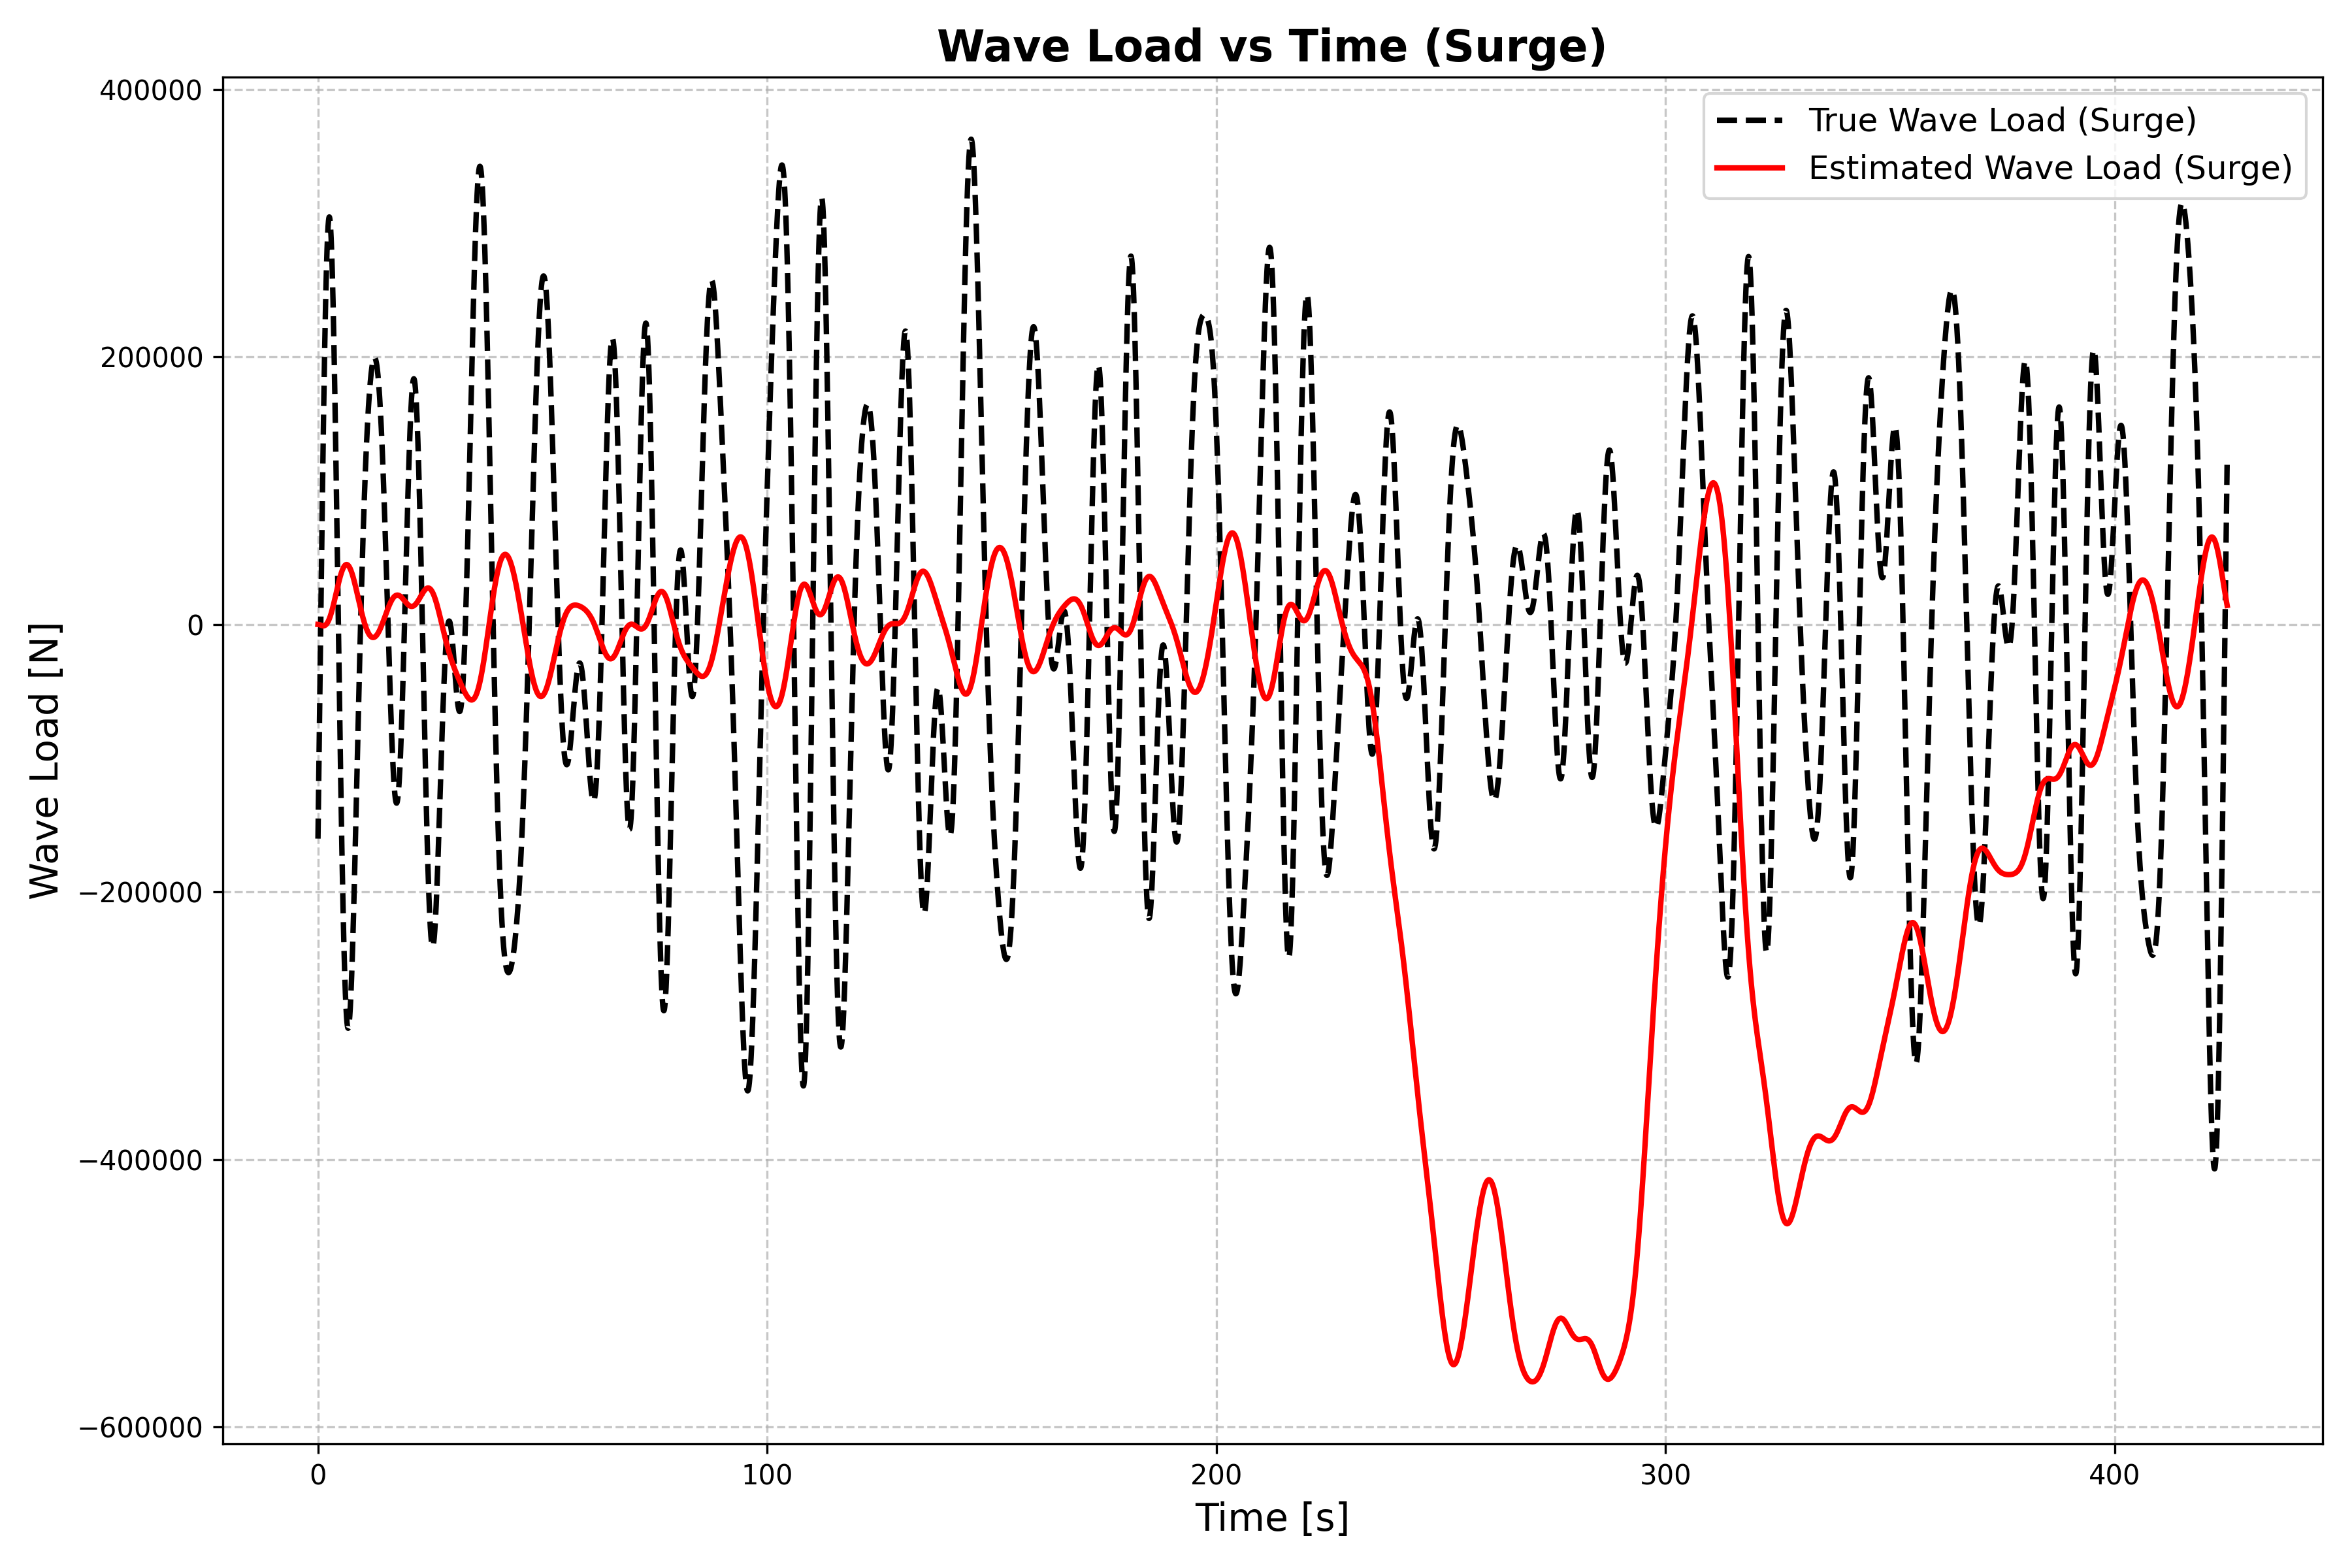 Wave Load vs Time (Surge)
True Wave Load (Surge)
Estimated Wave Load (Surge)
Wave Load [N]
400000
200000
0
−200000
−400000
−600000
0 100 200 300 400
Time [s]